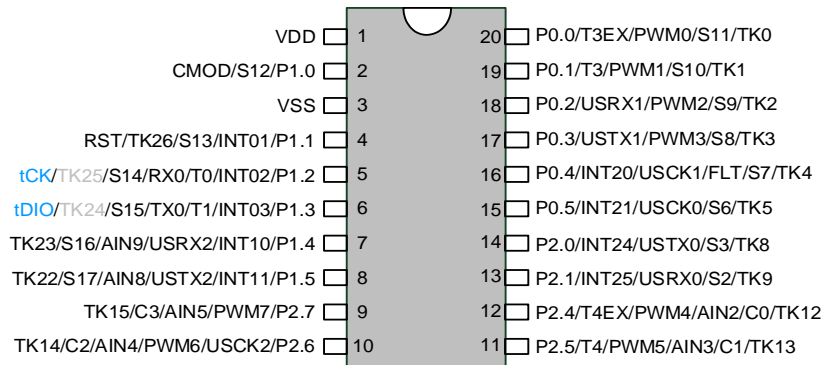 VDD 1 20 P0.0/T3EX/PWM0/S11/TK0
CMOD/S12/P1.0 2 19 P0.1/T3/PWM1/S10/TK1
VSS 3 18 P0.2/USRX1/PWM2/S9/TK2
RST/TK26/S13/INT01/P1.1 4 17 P0.3/USTX1/PWM3/S8/TK3
tCK/TK25/S14/RX0/T0/INT02/P1.2 5 16 P0.4/INT20/USCK1/FLT/S7/TK4
tDIO/TK24/S15/TX0/T1/INT03/P1.3 6 15 P0.5/INT21/USCK0/S6/TK5
TK23/S16/AIN9/USRX2/INT10/P1.4 7 14 P2.0/INT24/USTX0/S3/TK8
TK22/S17/AIN8/USTX2/INT11/P1.5 8 13 P2.1/INT25/USRX0/S2/TK9
TK15/C3/AIN5/PWM7/P2.7 9 12 P2.4/T4EX/PWM4/AIN2/C0/TK12
TK14/C2/AIN4/PWM6/USCK2/P2.6 10 11 P2.5/T4/PWM5/AIN3/C1/TK13